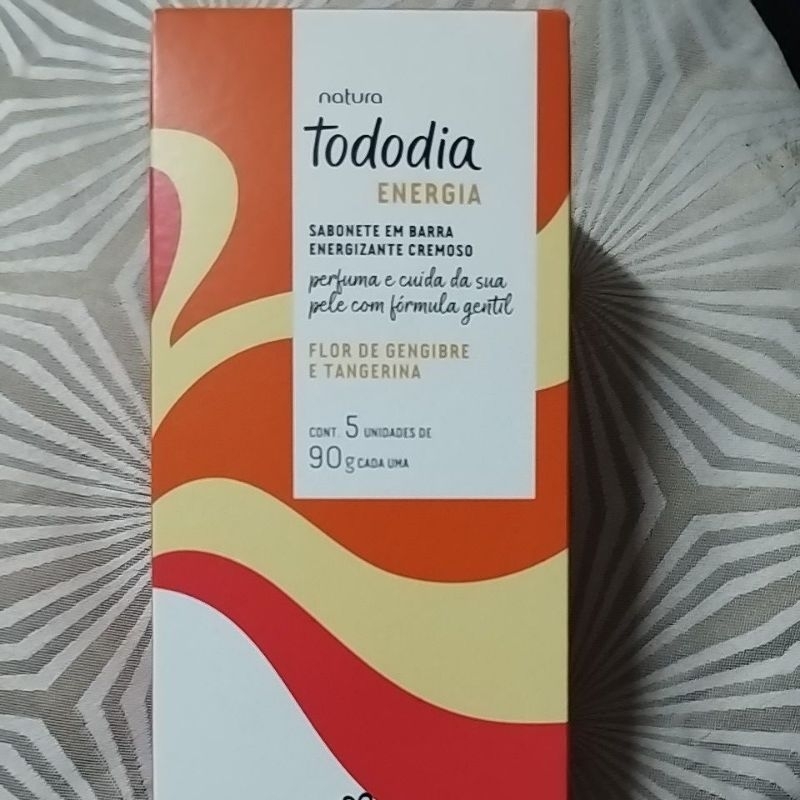 natura
Tododia
ENERGIA
SABONETE EM BARRA
ENERGIZANTE CREMOSO
perfuma e cuida da sua
pele com fórmula gentil
FLOR DE GENGIBRE
E TANGERINA
CONT. 5 UNIDADES DE
90g CADA UMA